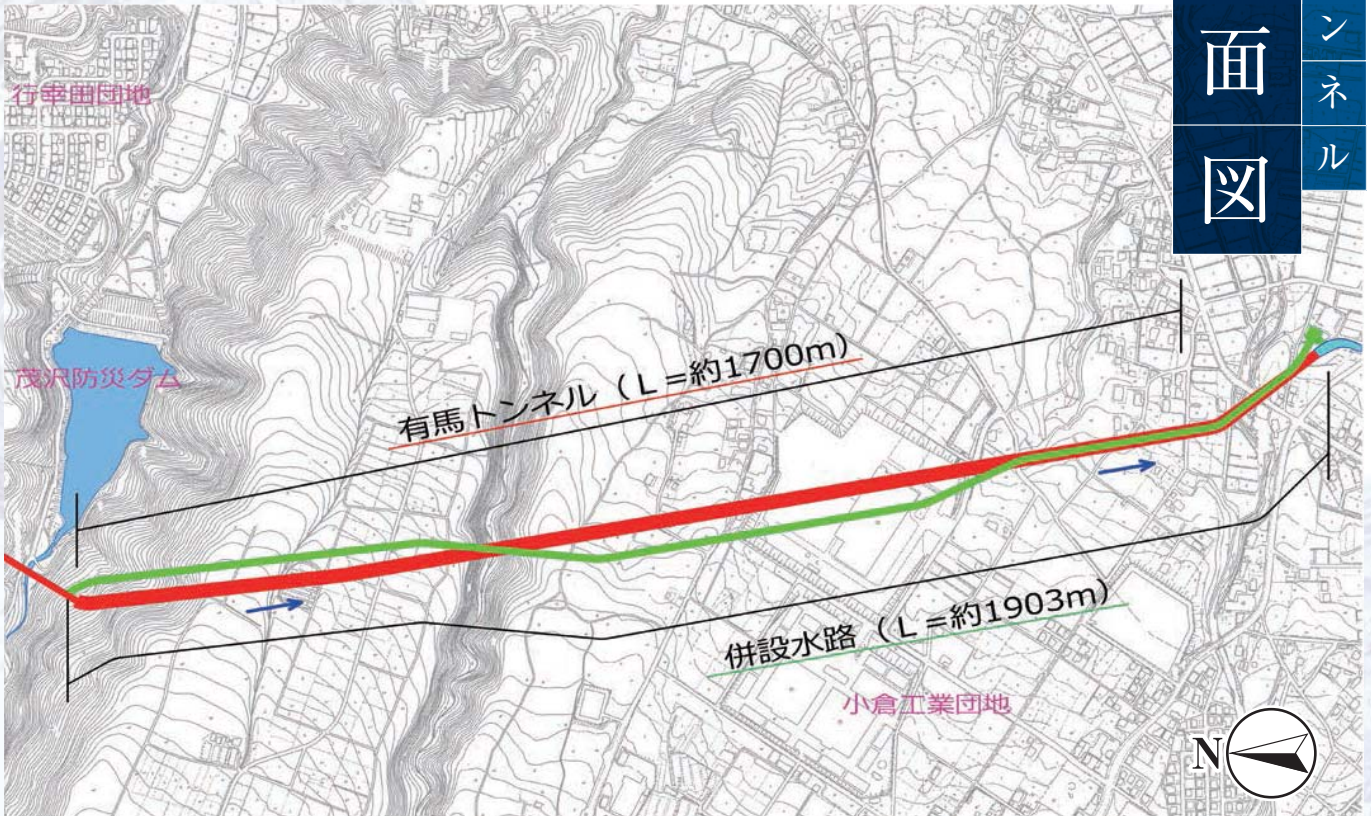 ンネル
面図
行幸田団地
茂沢防災ダム
有馬トンネル（L=約1700m）
併設水路（L=約1903m）
小倉工業団地
N